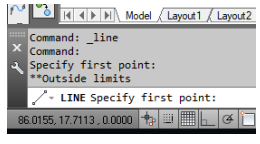 Model Layout1 Layout2
Command: _line
Command:
Specify first point:
**Outside limits
LINE Specify first point:
86.0155, 17.7113, 0.0000